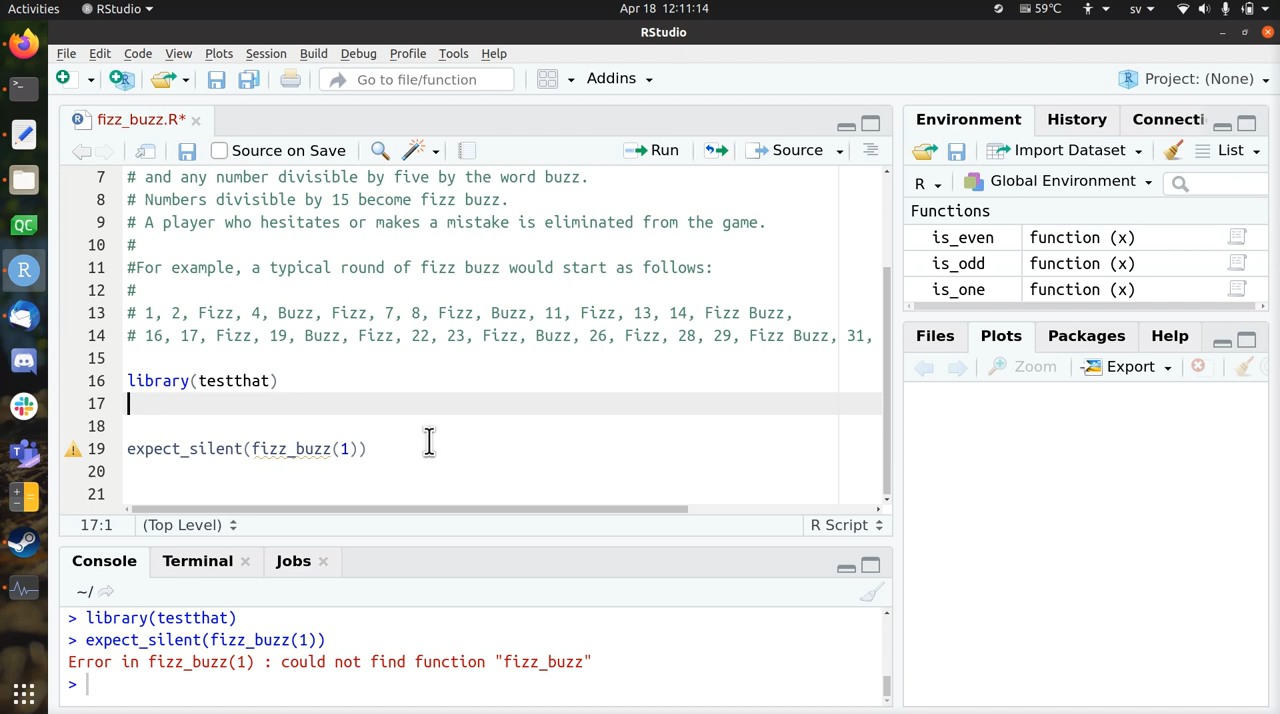 Activities RStudio Apr 18 12:11:14 59°C sv
RStudio
File Edit Code View Plots Session Build Debug Profile Tools Help
Go to file/function Addins Project: (None)
fizz_buzz.R* Environment History Connecti
Source on Save Run Source Import Dataset List
R Global Environment
7 # and any number divisible by five by the word buzz.
8 # Numbers divisible by 15 become fizz buzz.
9 # A player who hesitates or makes a mistake is eliminated from the game.
10 #
11 #For example, a typical round of fizz buzz would start as follows:
12 #
13 # 1, 2, Fizz, 4, Buzz, Fizz, 7, 8, Fizz, Buzz, 11, Fizz, 13, 14, Fizz Buzz,
14 # 16, 17, Fizz, 19, Buzz, Fizz, 22, 23, Fizz, Buzz, 26, Fizz, 28, 29, Fizz Buzz, 31,
15
16 library(testthat)
17
18
19 expect_silent(fizz_buzz(1))
20
21
17:1 (Top Level) R Script
Functions
is_even function (x)
is_odd function (x)
is_one function (x)
Files Plots Packages Help
Zoom Export
Console Terminal Jobs
~/
> library(testthat)
> expect_silent(fizz_buzz(1))
Error in fizz_buzz(1) : could not find function "fizz_buzz"
>
QC
R